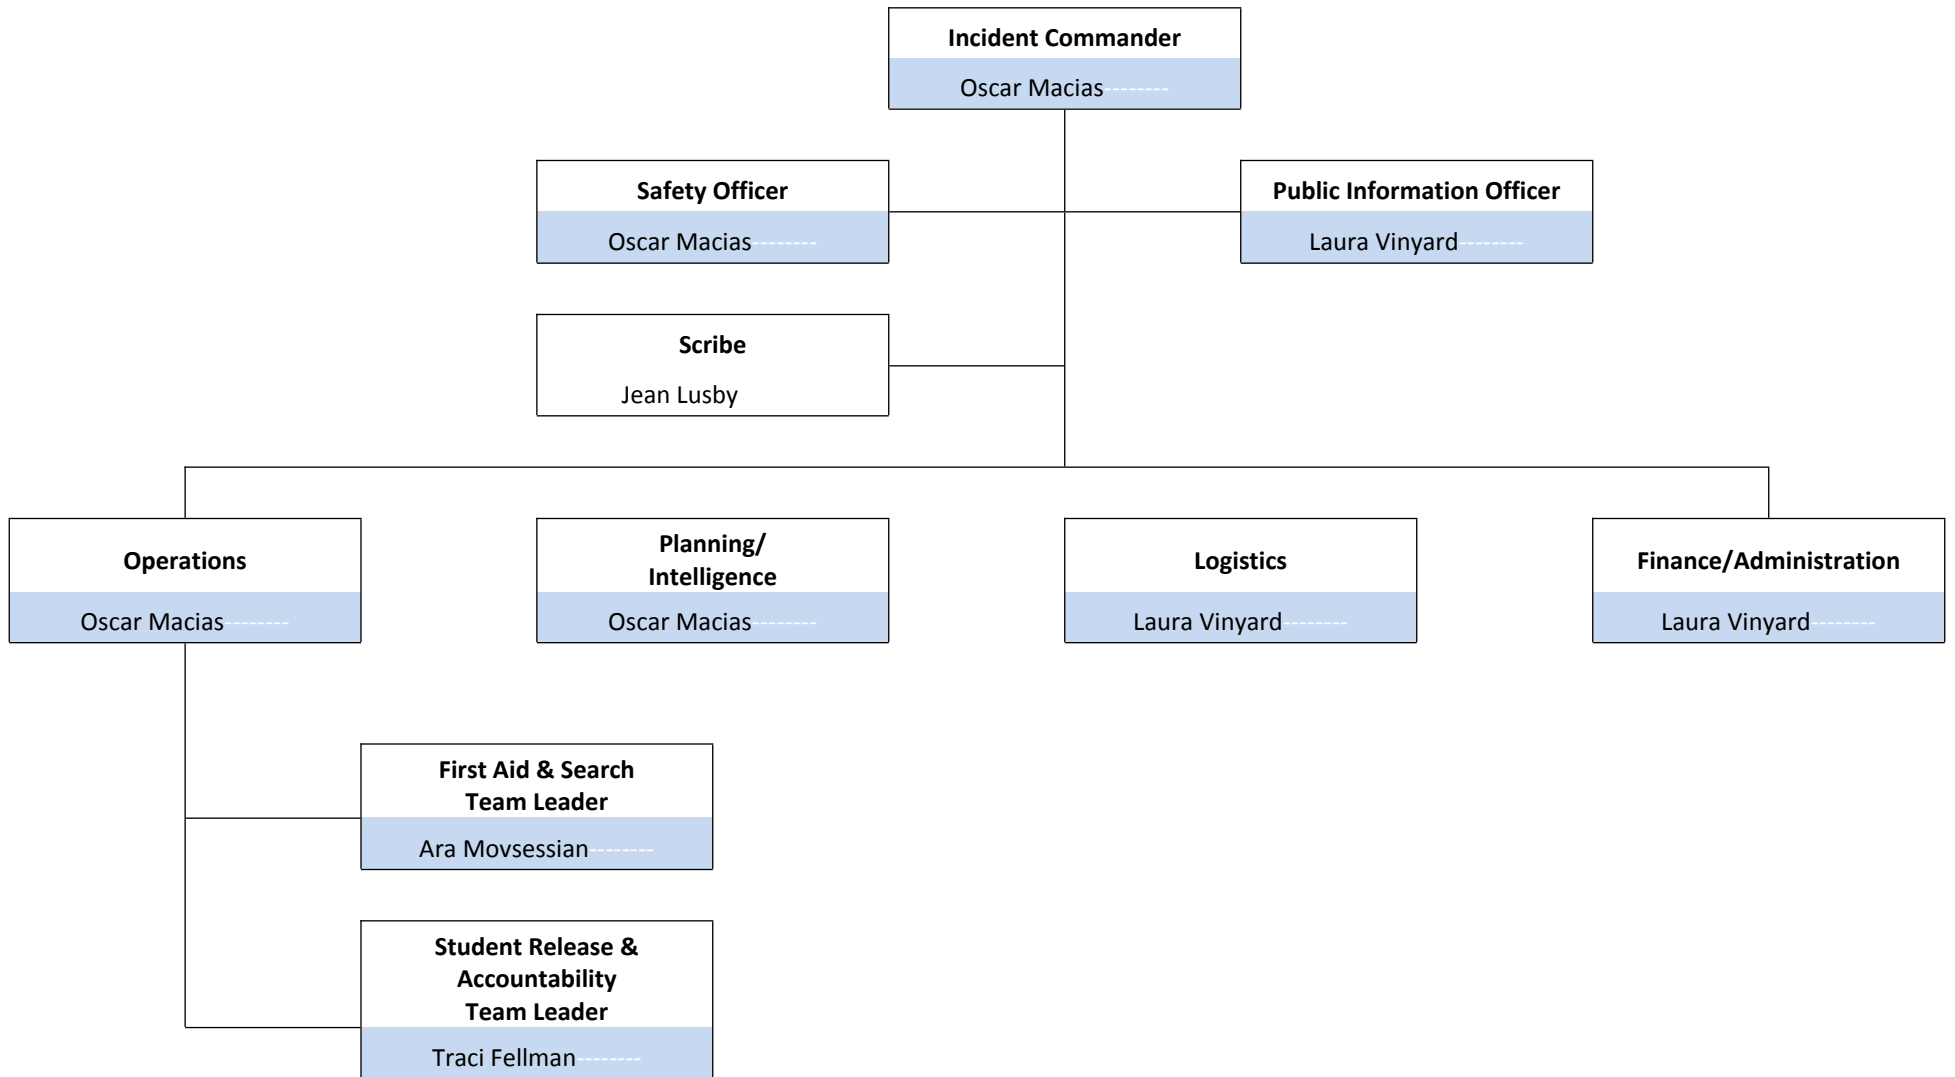 Incident Commander
Oscar Macias--------
Safety Officer
Oscar Macias--------
Public Information Officer
Laura Vinyard--------
Scribe
Jean Lusby
Operations
Oscar Macias--------
Planning/
Intelligence
Oscar Macias--------
Logistics
Laura Vinyard--------
Finance/Administration
Laura Vinyard--------
First Aid & Search
Team Leader
Ara Movsessian--------
Student Release &
Accountability
Team Leader
Traci Fellman--------